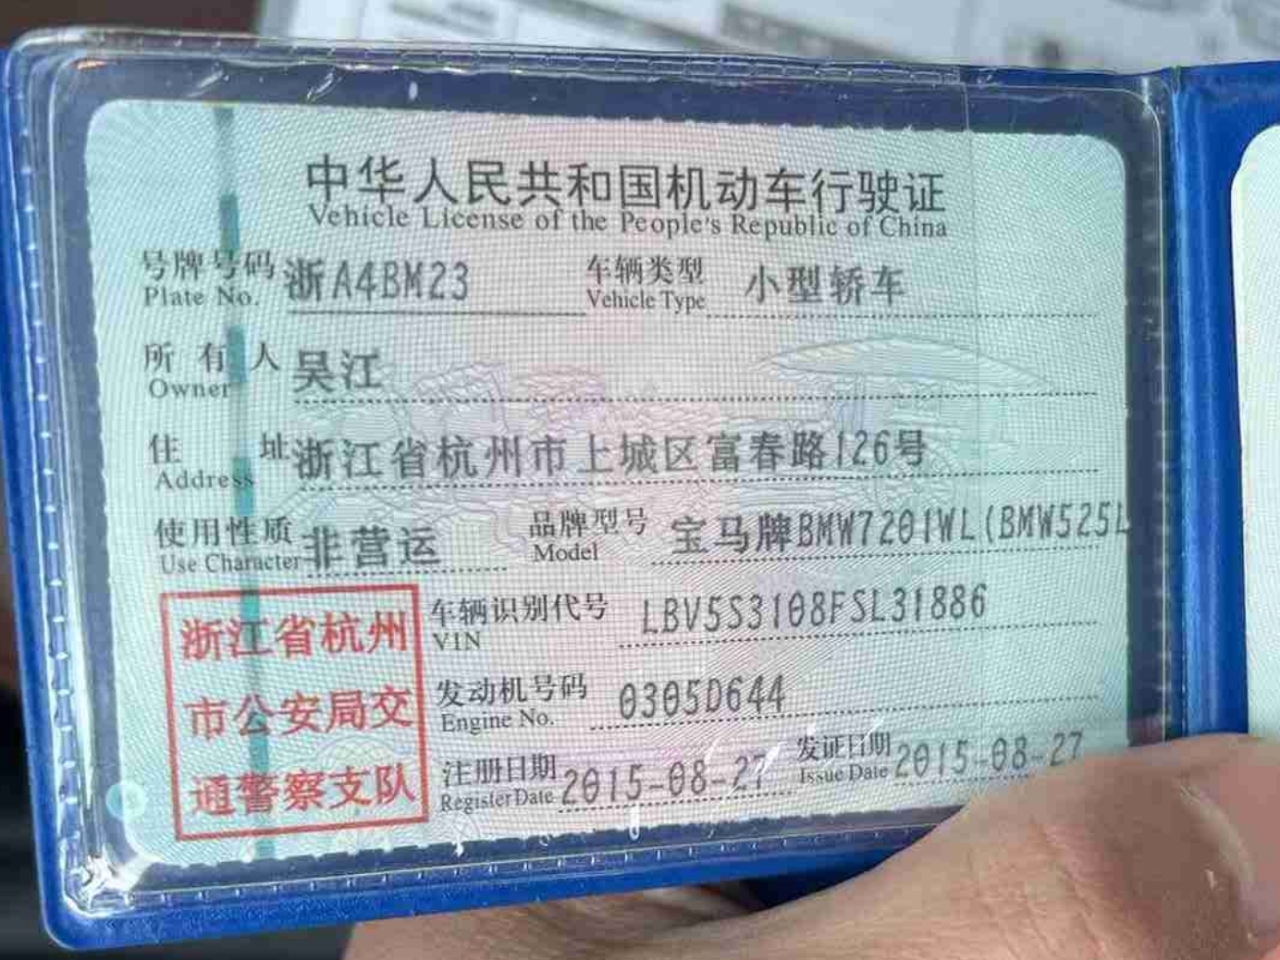 中华人民共和国机动车行驶证
Vehicle License of the People's Republic of China
号牌号码 浙A4BM23 车辆类型 小型轿车
Plate No. Vehicle Type
所有人 吴江
Owner
住址 浙江省杭州市上城区富春路126号
Address
使用性质 非营运 品牌型号 宝马牌BMW7201WL(BMW525L
Use Character Model
浙江省杭州
市公安局交
通警察支队
车辆识别代号 LBV5S3108FSL31886
VIN
发动机号码 0305D644
Engine No.
注册日期 2015-08-27 发证日期 2015-08-27
Register Date Issue Date